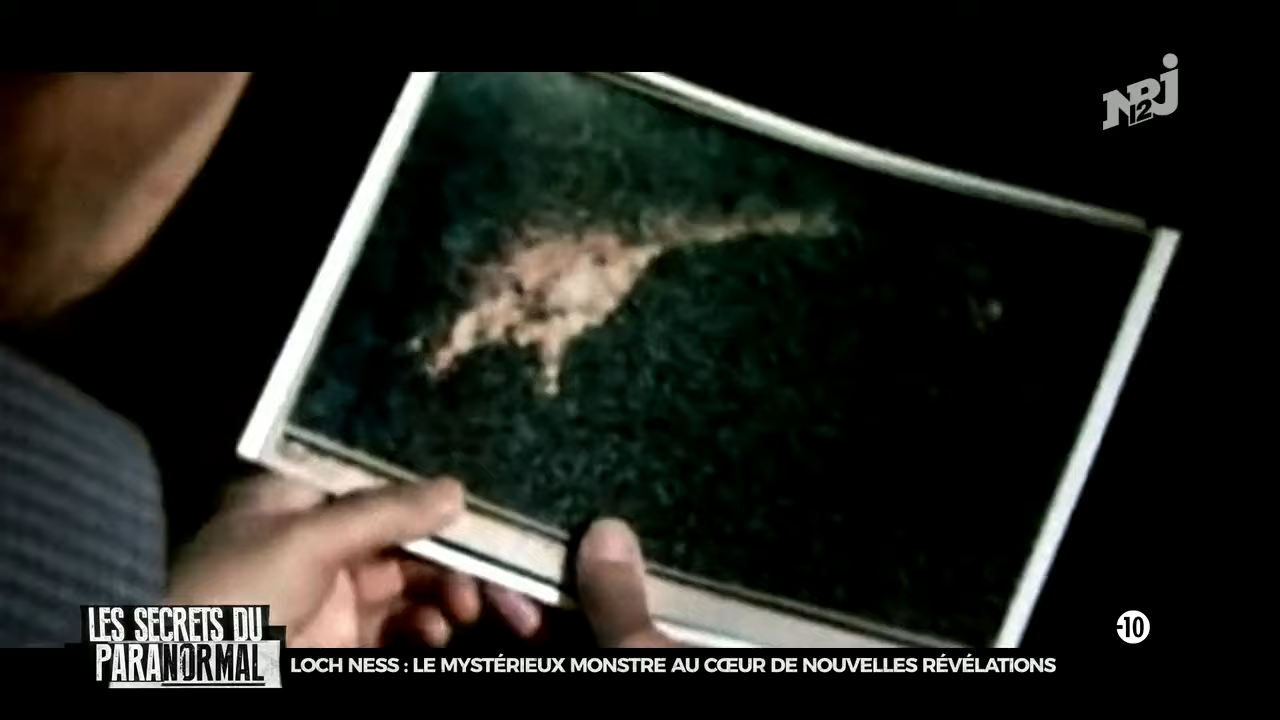 NRJ
12
-10
LES SECRETS DU
PARANORMAL
LOCH NESS : LE MYSTÉRIEUX MONSTRE AU CŒUR DE NOUVELLES RÉVÉLATIONS